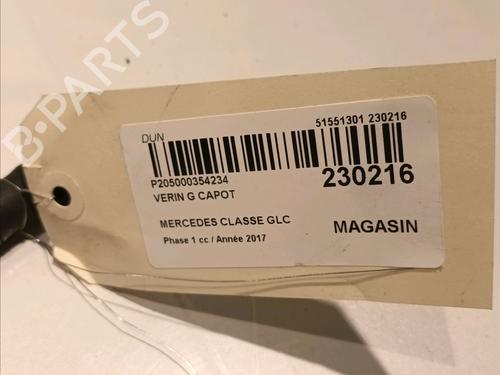 B-PARTS
DUN
51551301 230216
P205000354234
230216
VERIN G CAPOT
MERCEDES CLASSE GLC
MAGASIN
Phase 1 cc / Année 2017